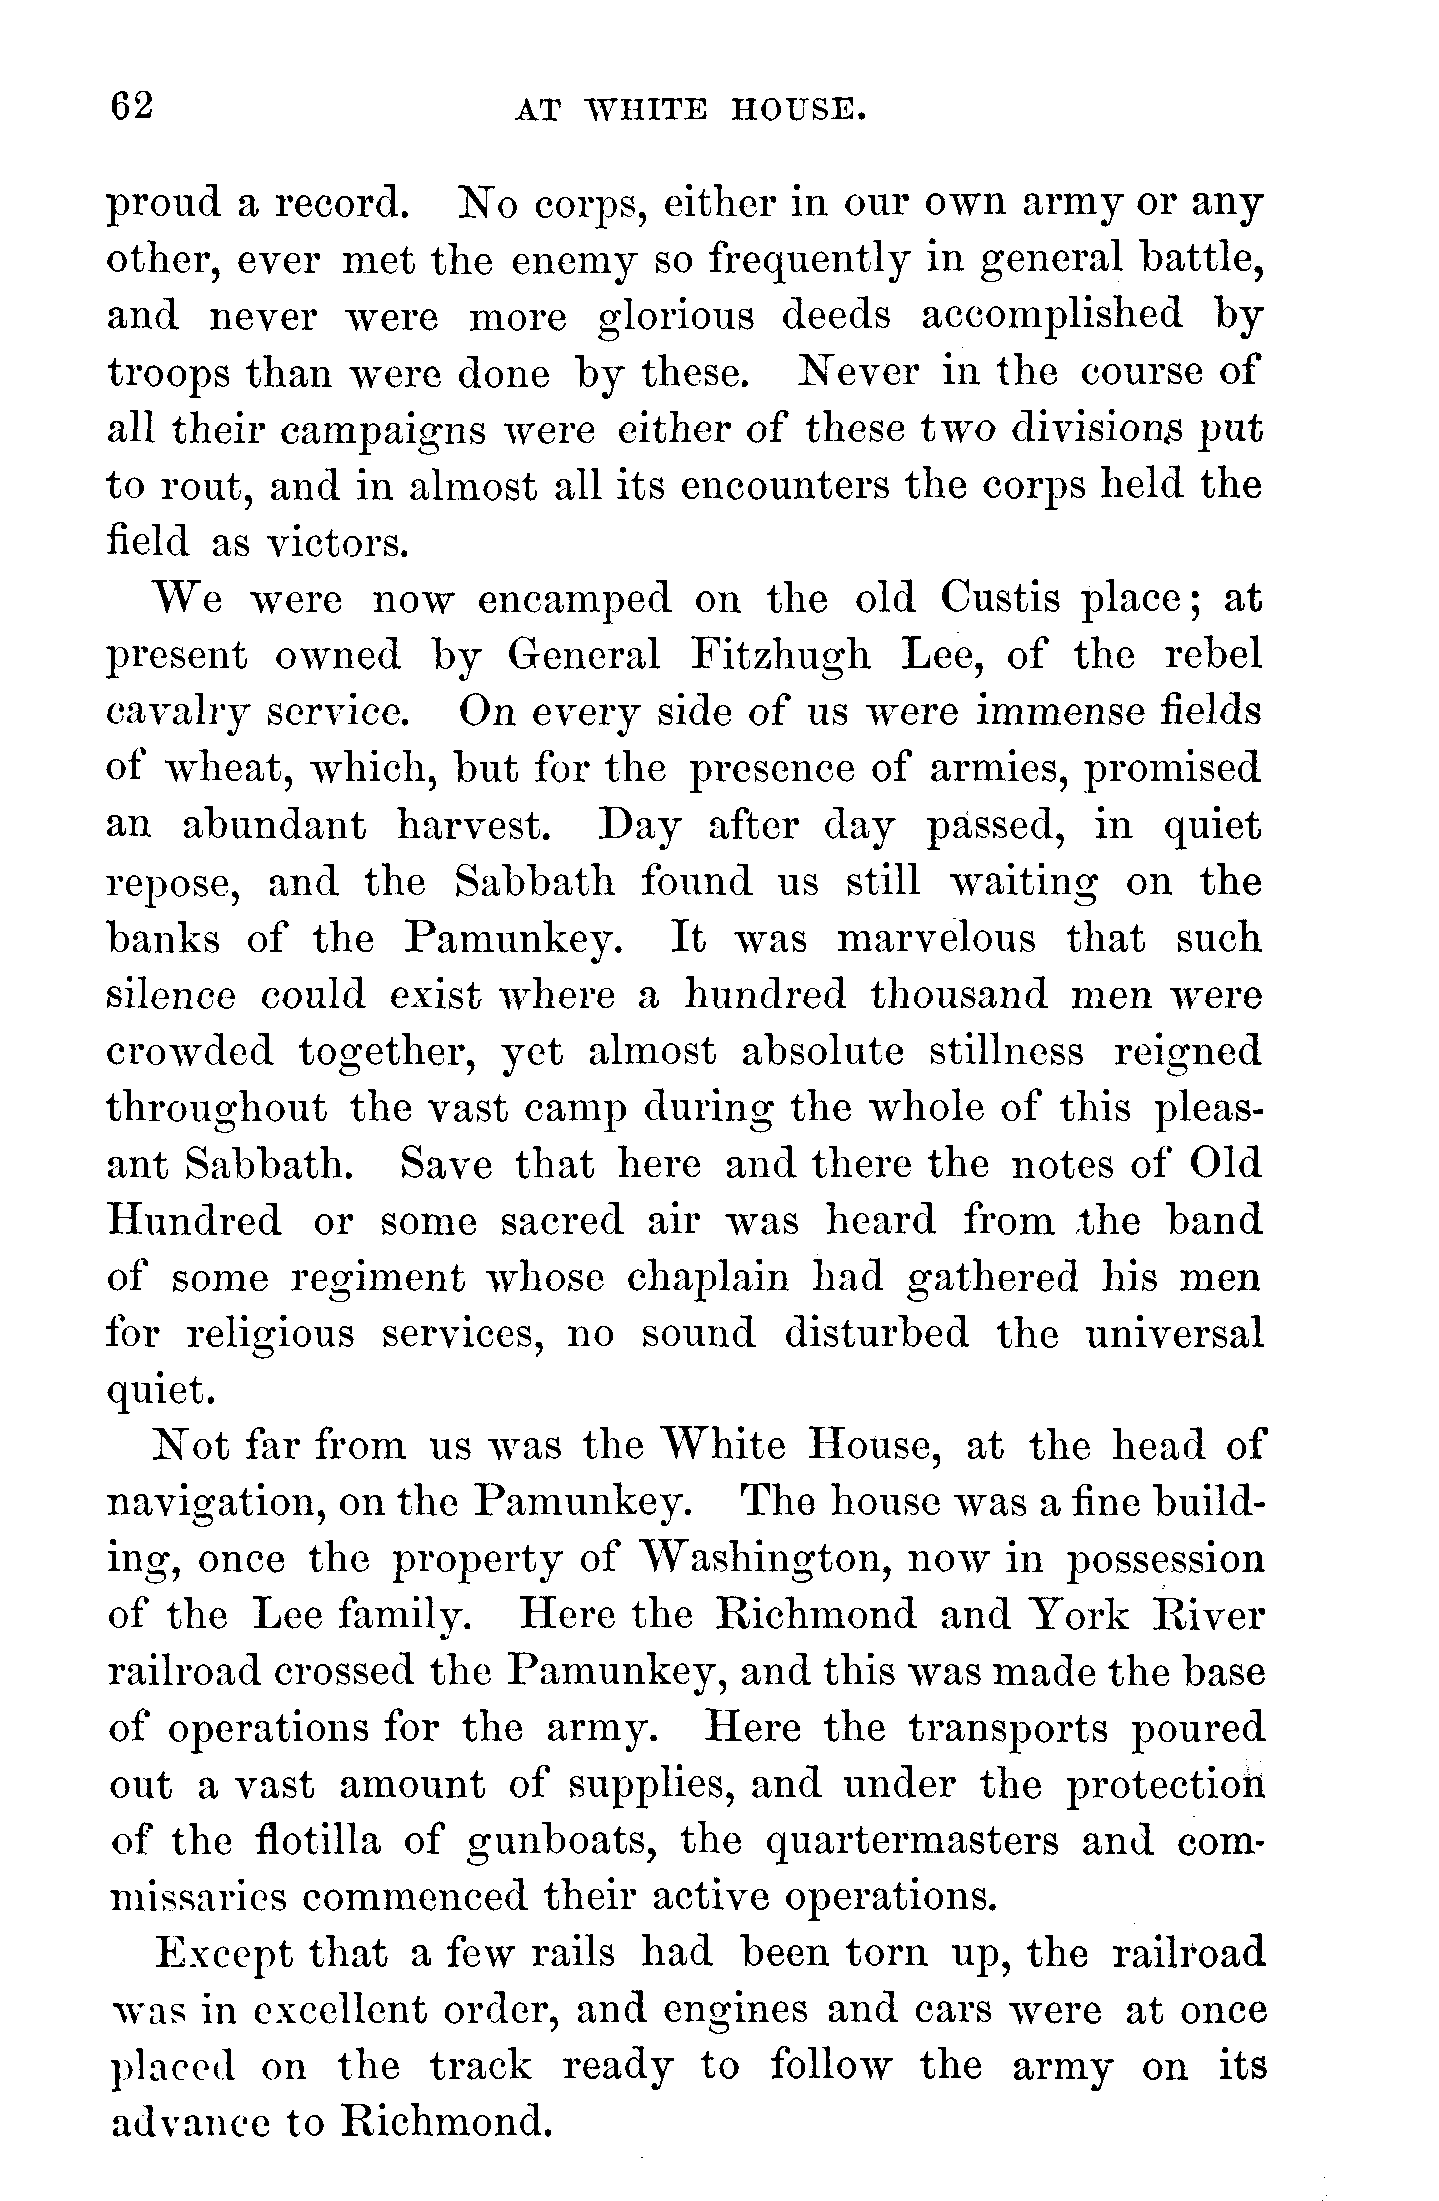 62 AT WHITE HOUSE.
proud a record. No corps, either in our own army or any
other, ever met the enemy so frequently in general battle,
and never were more glorious deeds accomplished by
troops than were done by these. Never in the course of
all their campaigns were either of these two divisions put
to rout, and in almost all its encounters the corps held the
field as victors.
We were now encamped on the old Custis place; at
present owned by General Fitzhugh Lee, of the rebel
cavalry service. On every side of us were immense fields
of wheat, which, but for the presence of armies, promised
an abundant harvest. Day after day passed, in quiet
repose, and the Sabbath found us still waiting on the
banks of the Pamunkey. It was marvelous that such
silence could exist where a hundred thousand men were
crowded together, yet almost absolute stillness reigned
throughout the vast camp during the whole of this pleas-
ant Sabbath. Save that here and there the notes of Old
Hundred or some sacred air was heard from the band
of some regiment whose chaplain had gathered his men
for religious services, no sound disturbed the universal
quiet.
Not far from us was the White House, at the head of
navigation, on the Pamunkey. The house was a fine build-
ing, once the property of Washington, now in possession
of the Lee family. Here the Richmond and York River
railroad crossed the Pamunkey, and this was made the base
of operations for the army. Here the transports poured
out a vast amount of supplies, and under the protection
of the flotilla of gunboats, the quartermasters and com-
missaries commenced their active operations.
Except that a few rails had been torn up, the railroad
was in excellent order, and engines and cars were at once
placed on the track ready to follow the army on its
advance to Richmond.